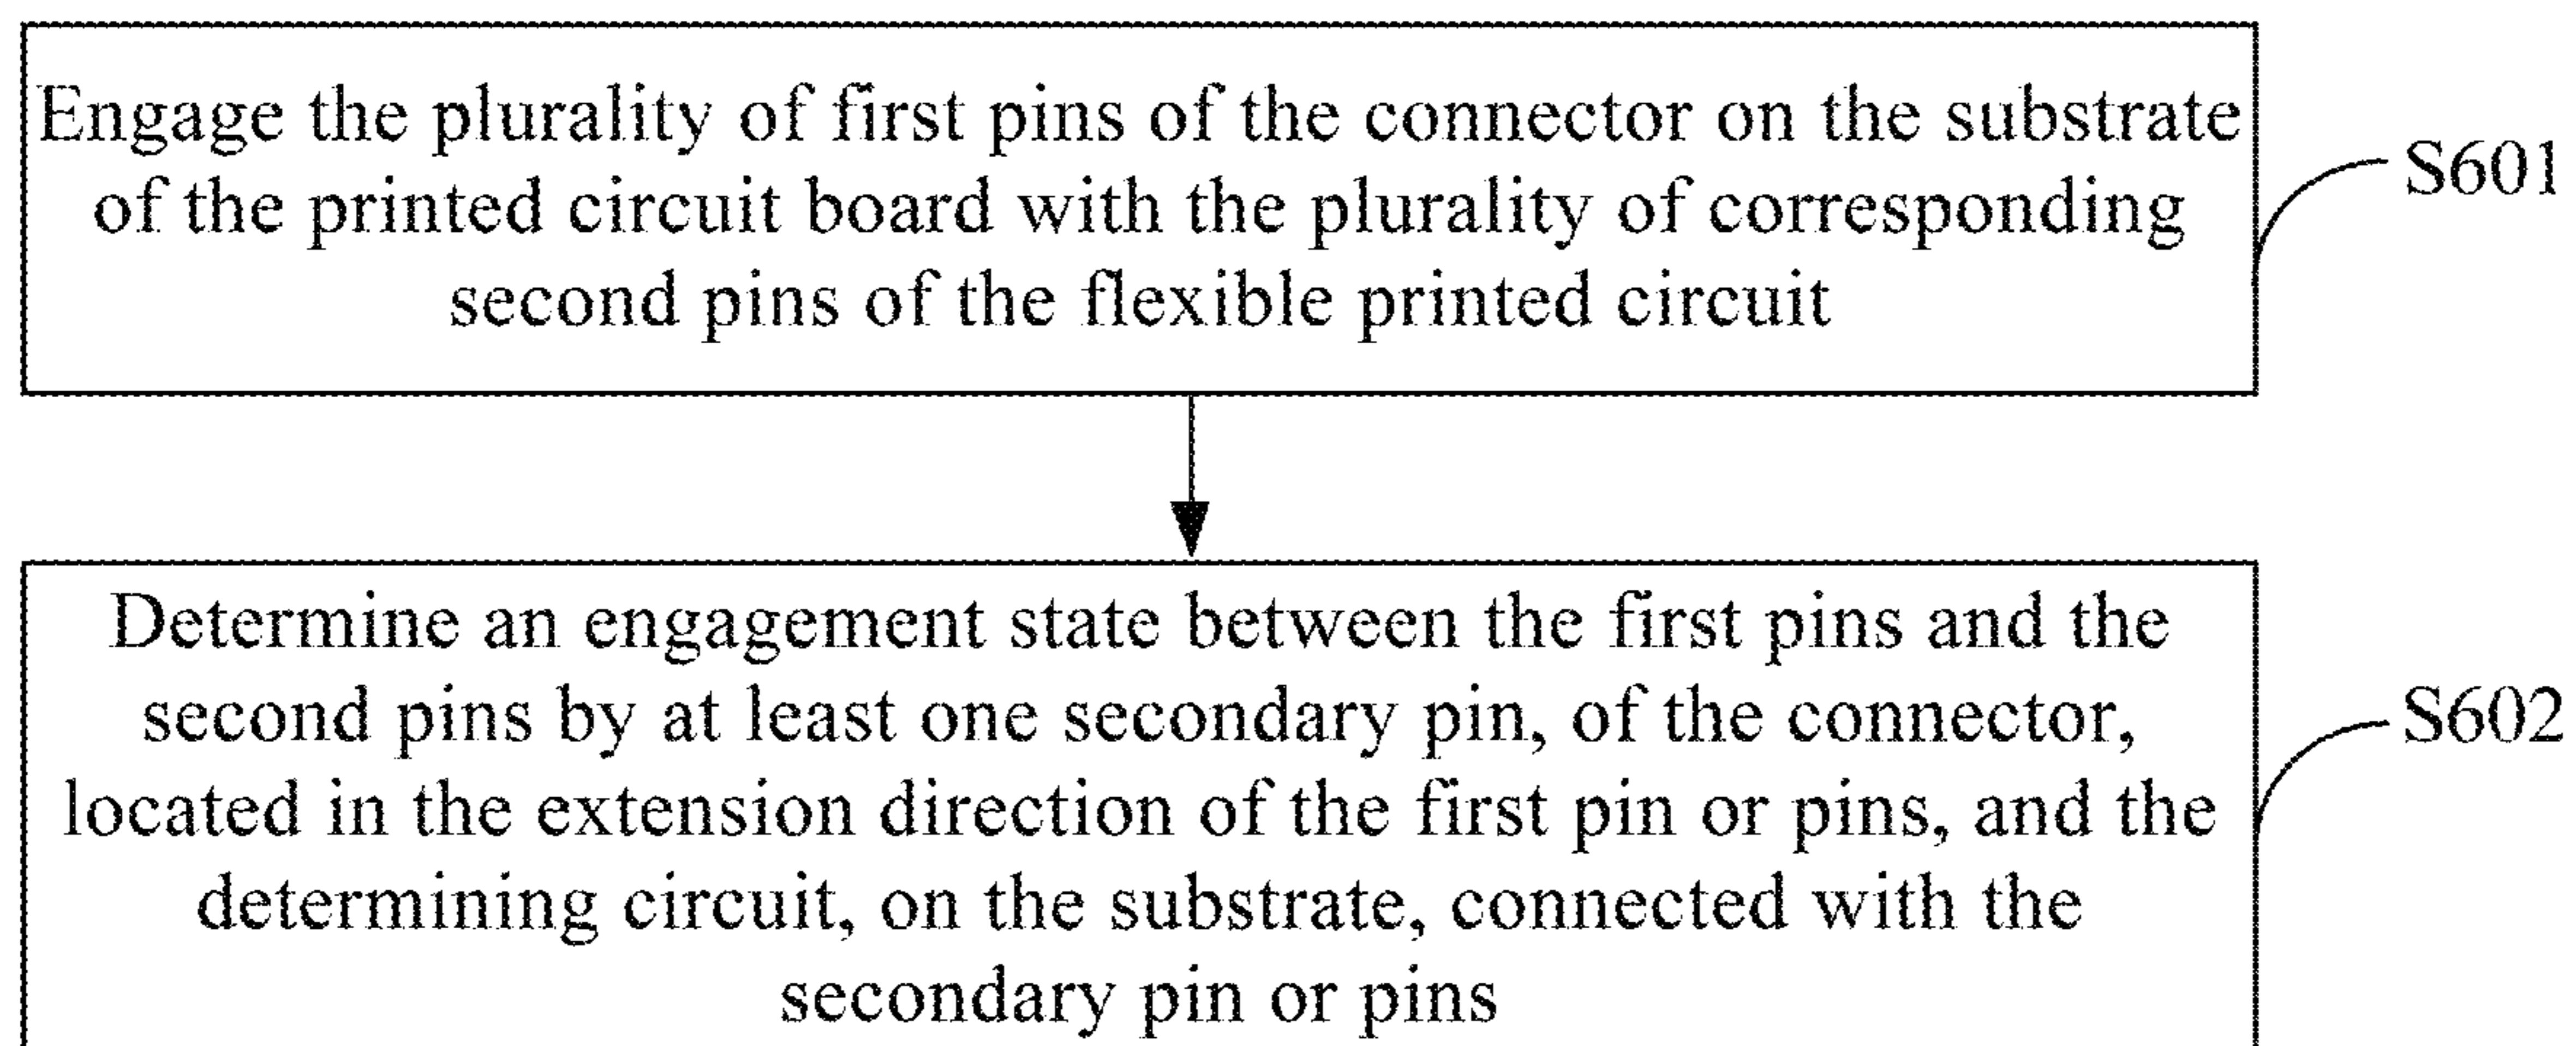 Engage the plurality of first pins of the connector on the substrate
of the printed circuit board with the plurality of corresponding
second pins of the flexible printed circuit
S601
Determine an engagement state between the first pins and the
second pins by at least one secondary pin, of the connector,
located in the extension direction of the first pin or pins, and the
determining circuit, on the substrate, connected with the
secondary pin or pins
S602